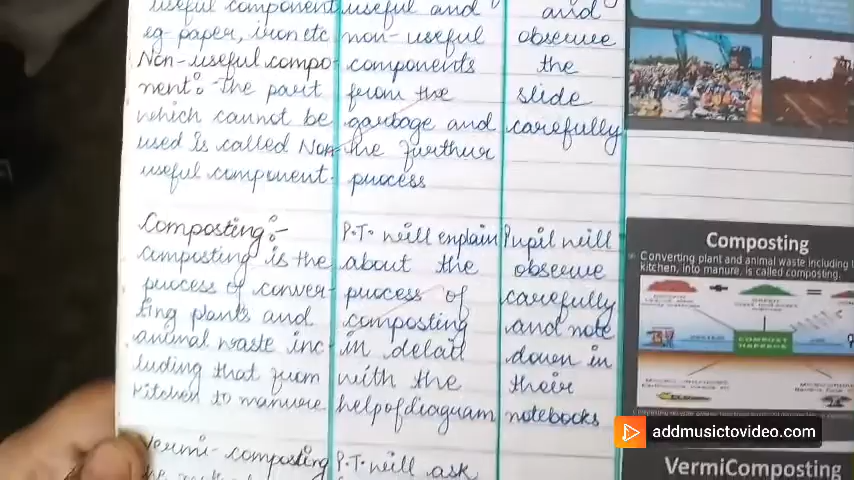 useful component
eg-paper, iron etc
Non-useful compo-
nent:- the part
which cannot be
used is called Non-
useful component.
useful and
non-useful
components
from the
garbage and
the further
process
and
observe
the
slide
carefully
Composting:-
composting is the
process of conver-
ting plants and
animal waste inc-
luding that from
kitchen to manure
P.T. will explain
about the
process of
composting
in detail
with the
help of diagram
Pupil will
observe
carefully
and note
down in
their
notebooks
Composting
Converting plant and animal waste including
kitchen, into manure, is called composting.
COMPOST
HAPPENS
Vermi-composting
P.T. will ask
VermiComposting
addmusictovideo.com